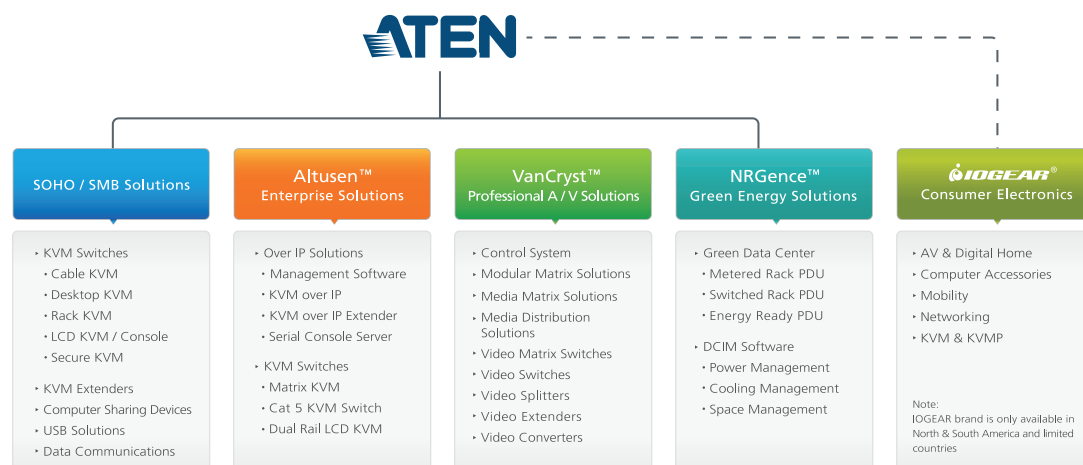 ATEN
SOHO / SMB Solutions
▸ KVM Switches
• Cable KVM
• Desktop KVM
• Rack KVM
• LCD KVM / Console
• Secure KVM
▸ KVM Extenders
▸ Computer Sharing Devices
▸ USB Solutions
▸ Data Communications
Altusen™
Enterprise Solutions
▸ Over IP Solutions
• Management Software
• KVM over IP
• KVM over IP Extender
• Serial Console Server
▸ KVM Switches
• Matrix KVM
• Cat 5 KVM Switch
• Dual Rail LCD KVM
VanCryst™
Professional A / V Solutions
▸ Control System
▸ Modular Matrix Solutions
▸ Media Matrix Solutions
▸ Media Distribution
Solutions
▸ Video Matrix Switches
▸ Video Switches
▸ Video Splitters
▸ Video Extenders
▸ Video Converters
NRGence™
Green Energy Solutions
▸ Green Data Center
• Metered Rack PDU
• Switched Rack PDU
• Energy Ready PDU
▸ DCIM Software
• Power Management
• Cooling Management
• Space Management
IOGEAR®
Consumer Electronics
▸ AV & Digital Home
▸ Computer Accessories
▸ Mobility
▸ Networking
▸ KVM & KVMP
Note:
IOGEAR brand is only available in
North & South America and limited
countries